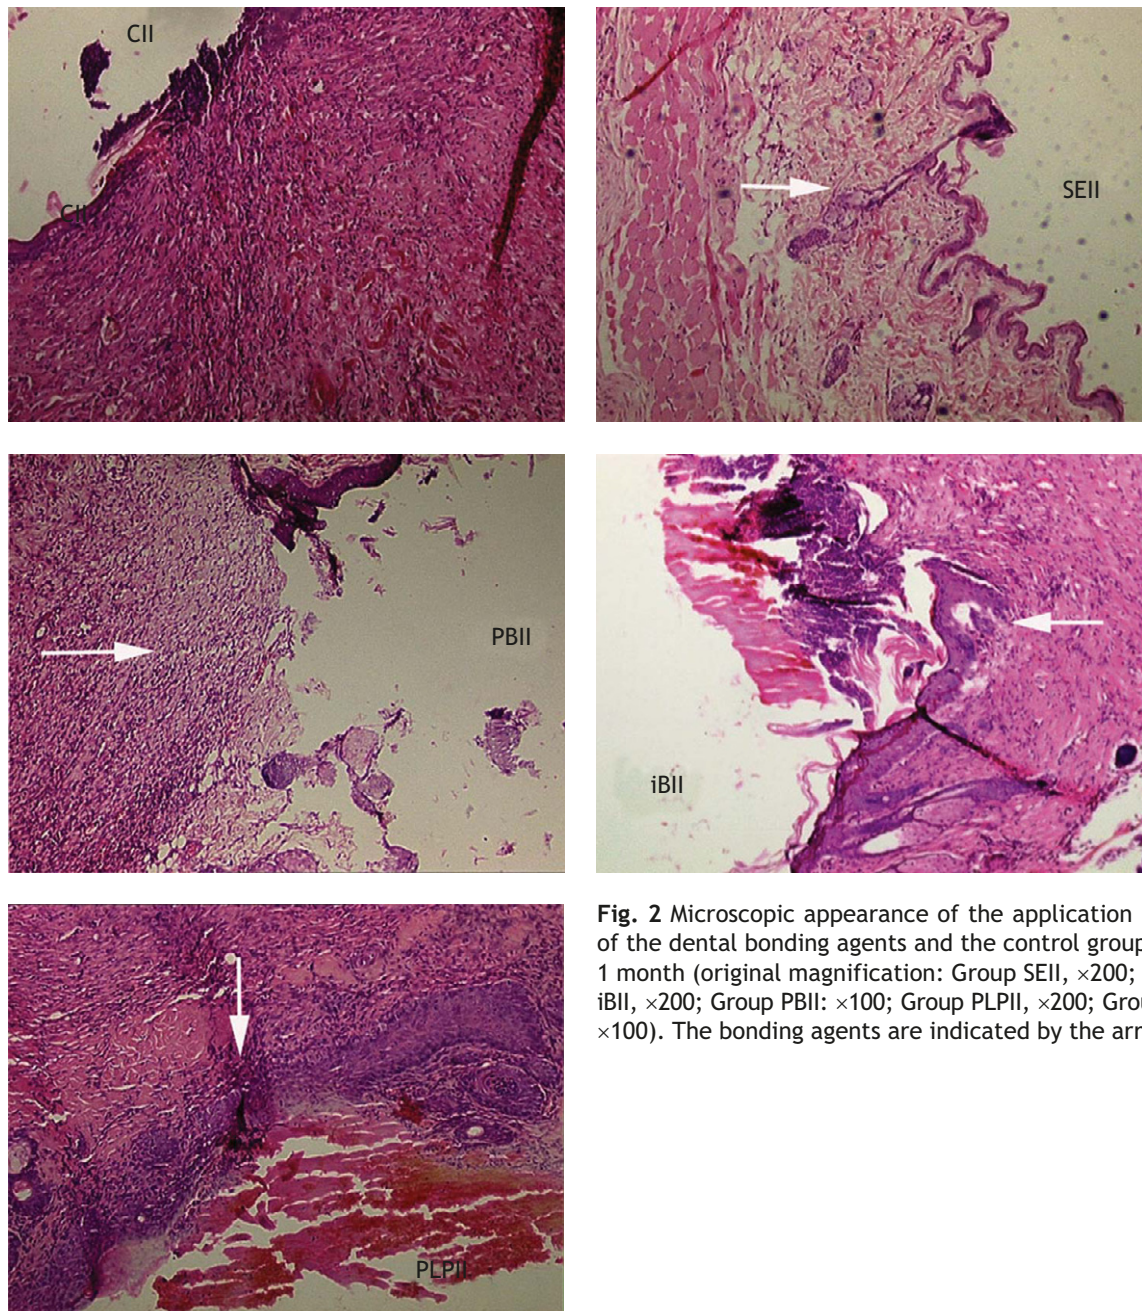 CII
CII
SEII
PBII
iBII
PLPII
Fig. 2 Microscopic appearance of the application
of the dental bonding agents and the control group
1 month (original magnification: Group SEII, ×200;
iBII, ×200; Group PBII: ×100; Group PLPII, ×200;
×100). The bonding agents are indicated by the